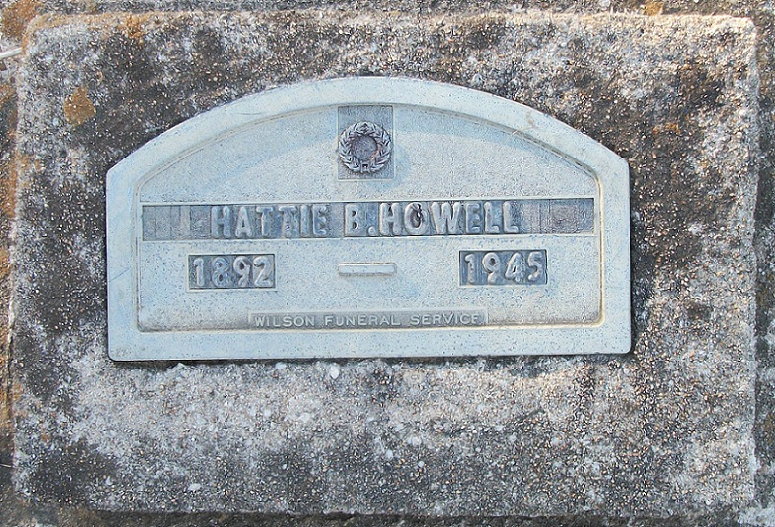 HATTIE B. HOWELL
1892 — 1945
WILSON FUNERAL SERVICE